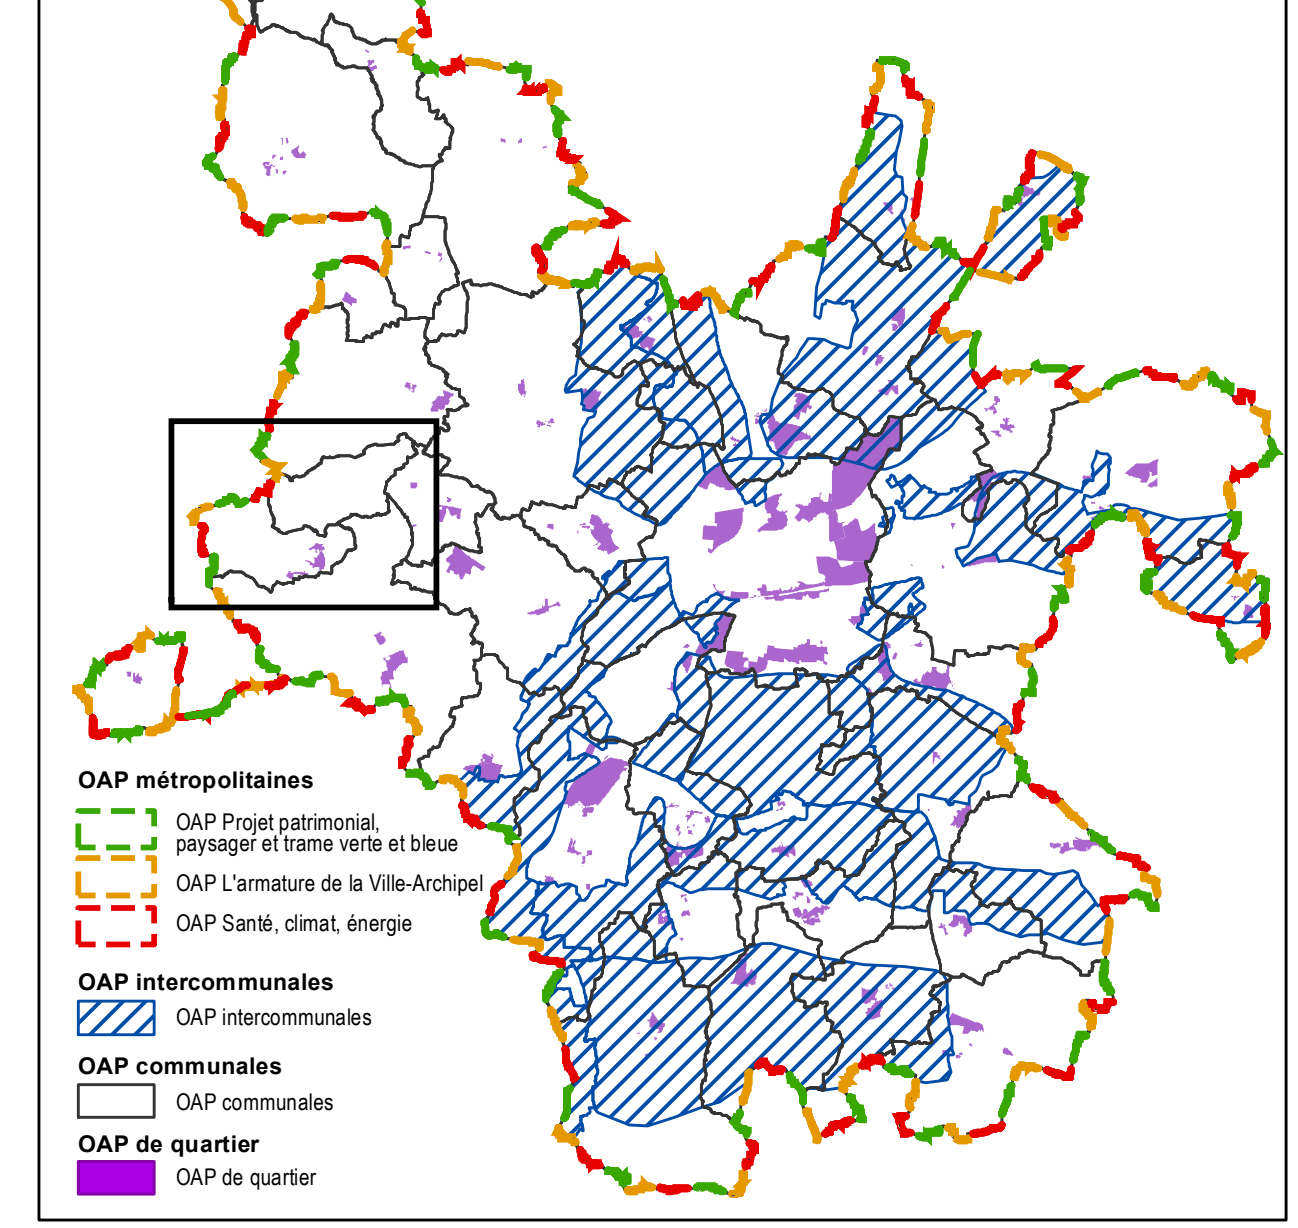 OAP métropolitaines
OAP Projet patrimonial,
paysager et trame verte et bleue
OAP L'armature de la Ville-Archipel
OAP Santé, climat, énergie
OAP intercommunales
OAP intercommunales
OAP communales
OAP communales
OAP de quartier
OAP de quartier